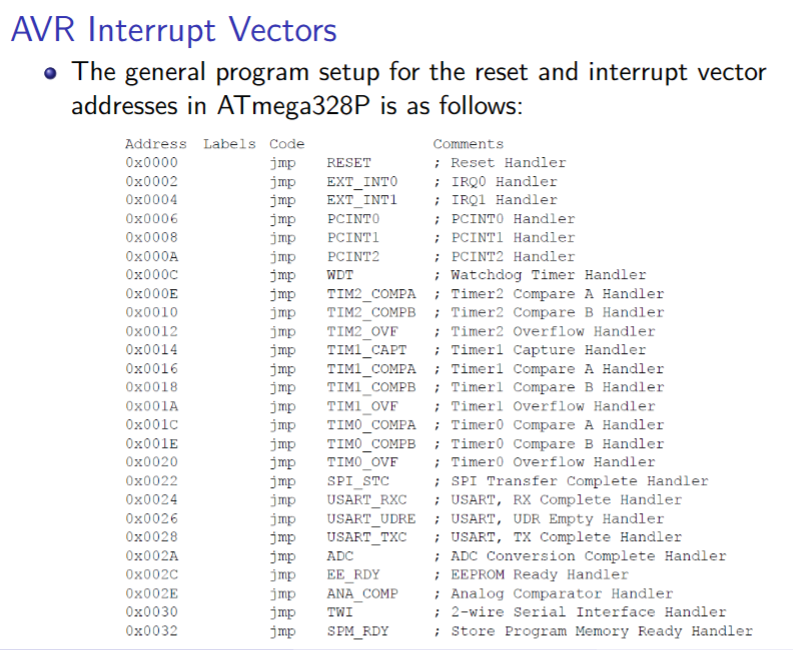 AVR Interrupt Vectors
The general program setup for the reset and interrupt vector
addresses in ATmega328P is as follows:
Address Labels Code Comments
0x0000 jmp RESET ; Reset Handler
0x0002 jmp EXT_INT0 ; IRQ0 Handler
0x0004 jmp EXT_INT1 ; IRQ1 Handler
0x0006 jmp PCINT0 ; PCINT0 Handler
0x0008 jmp PCINT1 ; PCINT1 Handler
0x000A jmp PCINT2 ; PCINT2 Handler
0x000C jmp WDT ; Watchdog Timer Handler
0x000E jmp TIM2_COMPA ; Timer2 Compare A Handler
0x0010 jmp TIM2_COMPB ; Timer2 Compare B Handler
0x0012 jmp TIM2_OVF ; Timer2 Overflow Handler
0x0014 jmp TIM1_CAPT ; Timer1 Capture Handler
0x0016 jmp TIM1_COMPA ; Timer1 Compare A Handler
0x0018 jmp TIM1_COMPB ; Timer1 Compare B Handler
0x001A jmp TIM1_OVF ; Timer1 Overflow Handler
0x001C jmp TIM0_COMPA ; Timer0 Compare A Handler
0x001E jmp TIM0_COMPB ; Timer0 Compare B Handler
0x0020 jmp TIM0_OVF ; Timer0 Overflow Handler
0x0022 jmp SPI_STC ; SPI Transfer Complete Handler
0x0024 jmp USART_RXC ; USART, RX Complete Handler
0x0026 jmp USART_UDRE ; USART, UDR Empty Handler
0x0028 jmp USART_TXC ; USART, TX Complete Handler
0x002A jmp ADC ; ADC Conversion Complete Handler
0x002C jmp EE_RDY ; EEPROM Ready Handler
0x002E jmp ANA_COMP ; Analog Comparator Handler
0x0030 jmp TWI ; 2-wire Serial Interface Handler
0x0032 jmp SPM_RDY ; Store Program Memory Ready Handler